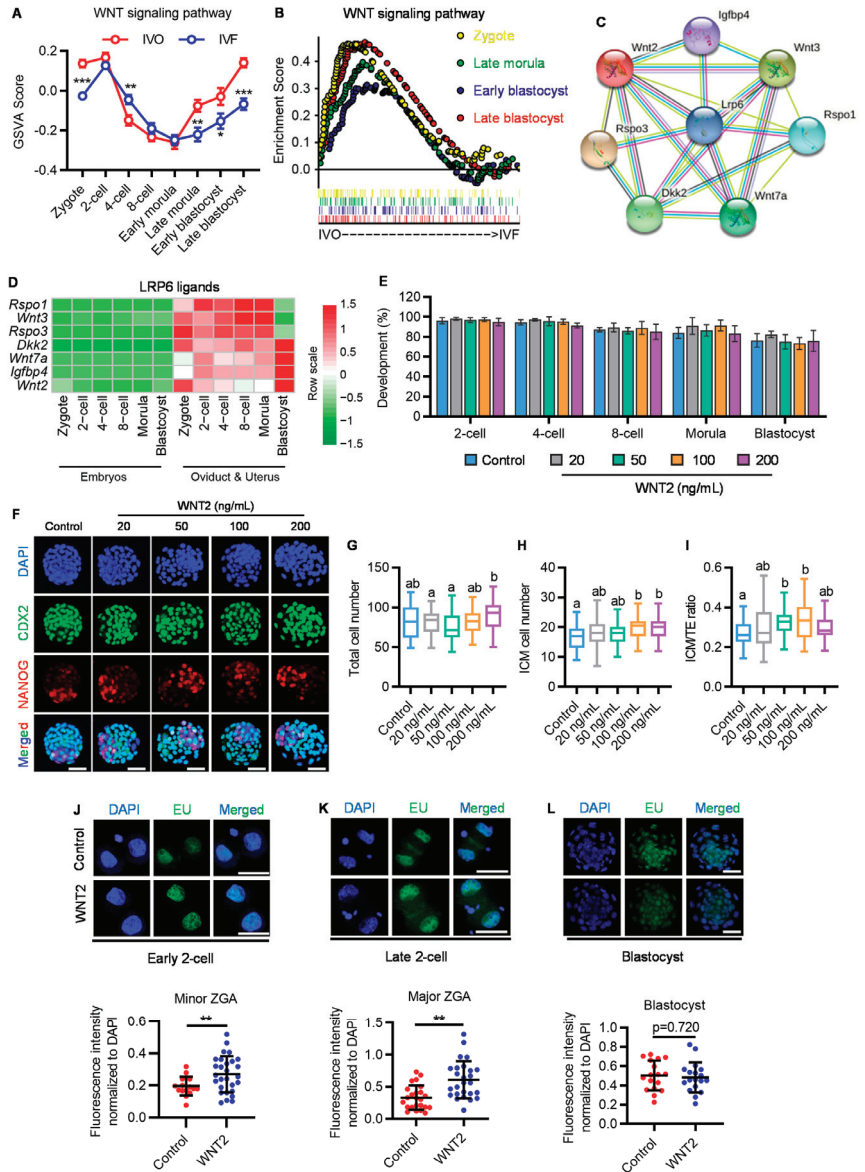 A
WNT signaling pathway
IVO
IVF
GSVA Score
0.2
0.0
-0.2
-0.4
***
**
**
*
***
Zygote
2-cell
4-cell
8-cell
Early morula
Late morula
Early blastocyst
Late blastocyst
B
WNT signaling pathway
Enrichment Score
0.4
0.3
0.2
0.1
0.0
Zygote
Late morula
Early blastocyst
Late blastocyst
IVO------------------>IVF
C
Igfbp4
Wnt2
Wnt3
Lrp6
Rspo1
Rspo3
Dkk2
Wnt7a
D
LRP6 ligands
Rspo1
Wnt3
Rspo3
Dkk2
Wnt7a
Igfbp4
Wnt2
Zygote
2-cell
4-cell
8-cell
Morula
Blastocyst
Zygote
2-cell
4-cell
8-cell
Morula
Blastocyst
Embryos
Oviduct & Uterus
1.5
1.0
0.5
0
-0.5
-1.0
-1.5
Row scale
E
Development (%)
120
100
80
60
40
20
0
2-cell
4-cell
8-cell
Morula
Blastocyst
Control
20
50
100
200
WNT2 (ng/mL)
F
WNT2 (ng/mL)
Control
20
50
100
200
DAPI
CDX2
NANOG
Merged
G
Total cell number
150
100
50
0
ab
a
a
ab
b
Control
20 ng/mL
50 ng/mL
100 ng/mL
200 ng/mL
H
ICM cell number
40
30
20
10
0
a
ab
ab
b
b
Control
20 ng/mL
50 ng/mL
100 ng/mL
200 ng/mL
I
ICM/TE ratio
0.6
0.4
0.2
0.0
a
ab
b
b
ab
Control
20 ng/mL
50 ng/mL
100 ng/mL
200 ng/mL
J
DAPI
EU
Merged
Control
WNT2
Early 2-cell
K
DAPI
EU
Merged
Late 2-cell
L
DAPI
EU
Merged
Blastocyst
Minor ZGA
**
Fluorescence intensity
normalized to DAPI
0.6
0.4
0.2
0.0
Control
WNT2
Major ZGA
**
Fluorescence intensity
normalized to DAPI
1.5
1.0
0.5
0.0
Control
WNT2
Blastocyst
p=0.720
Fluorescence intensity
normalized to DAPI
1.0
0.8
0.6
0.4
0.2
0.0
Control
WNT2